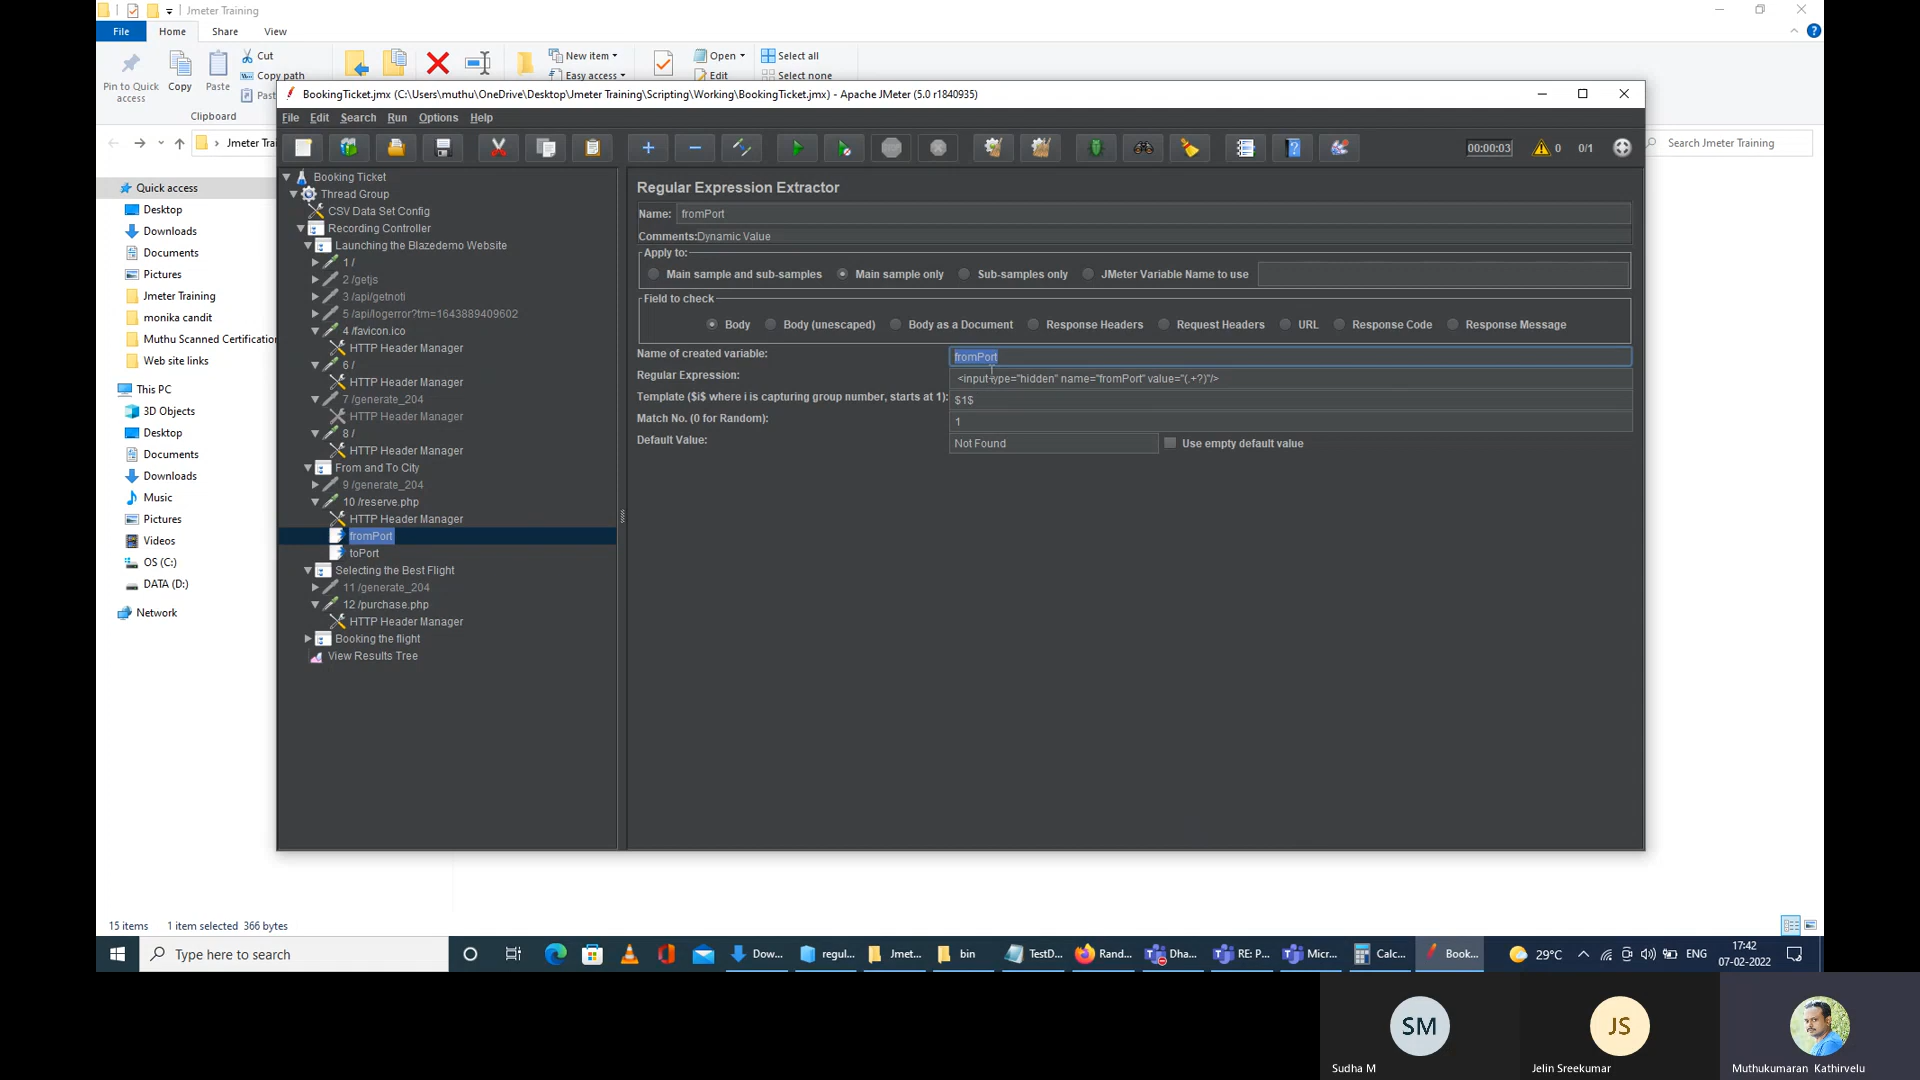 Jmeter Training
File
Home
Share
View
Pin to Quick access
Copy
Paste
Cut
Copy path
Clipboard
New item
Easy access
Open
Edit
Select all
Select none
BookingTicket.jmx (C:\Users\muthu\OneDrive\Desktop\Jmeter Training\Scripting\Working\BookingTicket.jmx) - Apache JMeter (5.0 r1840935)
File Edit Search Run Options Help
00:00:03
0
0/1
Search Jmeter Training
Quick access
Desktop
Downloads
Documents
Pictures
Jmeter Training
monika candit
Muthu Scanned Certification
Web site links
This PC
3D Objects
Desktop
Documents
Downloads
Music
Pictures
Videos
OS (C:)
DATA (D:)
Network
Booking Ticket
Thread Group
CSV Data Set Config
Recording Controller
Launching the Blazedemo Website
1 /
2 /getjs
3 /api/getnoti
5 /api/logerror?tm=1643889409602
4 /favicon.ico
HTTP Header Manager
6 /
HTTP Header Manager
7 /generate_204
HTTP Header Manager
8 /
HTTP Header Manager
From and To City
9 /generate_204
10 /reserve.php
HTTP Header Manager
fromPort
toPort
Selecting the Best Flight
11 /generate_204
12 /purchase.php
HTTP Header Manager
Booking the flight
View Results Tree
Regular Expression Extractor
Name: fromPort
Comments: Dynamic Value
Apply to:
Main sample and sub-samples Main sample only Sub-samples only JMeter Variable Name to use
Field to check
Body Body (unescaped) Body as a Document Response Headers Request Headers URL Response Code Response Message
Name of created variable: fromPort
Regular Expression: <input type="hidden" name="fromPort" value="(.+?)"/>
Template ($i$ where i is capturing group number, starts at 1): $1$
Match No. (0 for Random): 1
Default Value: Not Found Use empty default value
15 items 1 item selected 366 bytes
Type here to search
Dow...
regul...
Jmet...
bin
TestD...
Rand...
Dha...
RE: P...
Micr...
Calc...
Book...
29°C
ENG
17:42
07-02-2022
SM
Sudha M
JS
Jelin Sreekumar
Muthukumaran Kathirvelu